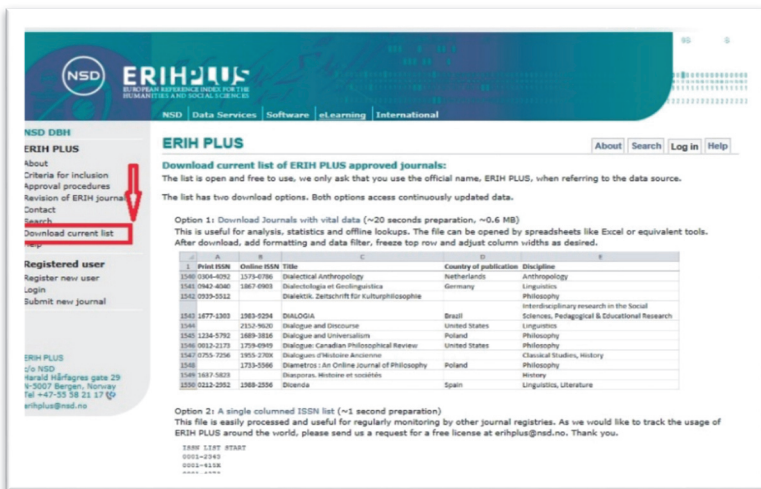 NSD
ERIHPLUS
EUROPEAN REFERENCE INDEX FOR THE
HUMANITIES AND SOCIAL SCIENCES
NSD Data Services Software eLearning International
NSD DBH
ERIH PLUS
About
Criteria for inclusion
Approval procedures
Revision of ERIH journal
Contact
Search
Download current list
Help
Registered user
Register new user
Login
Submit new journal
ERIH PLUS
c/o NSD
Harald Hårfagres gate 29
N-5007 Bergen, Norway
Tel +47-55 58 21 17
erihplus@nsd.no
ERIH PLUS
About Search Log in Help
Download current list of ERIH PLUS approved journals:
The list is open and free to use, we only ask that you use the official name, ERIH PLUS, when referring to the data source.
The list has two download options. Both options access continuously updated data.
Option 1: Download Journals with vital data (~20 seconds preparation, ~0.6 MB)
This is useful for analysis, statistics and offline lookups. The file can be opened by spreadsheets like Excel or equivalent tools.
After download, add formatting and data filter, freeze top row and adjust column widths as desired.
A B C D E
1 Print ISSN Online ISSN Title Country of publication Discipline
1540 0304-4092 1573-0786 Dialectical Anthropology Netherlands Anthropology
1541 0942-4040 1867-0903 Dialectologia et Geolinguistica Germany Linguistics
1542 0939-5512 Dialektik. Zeitschrift für Kulturphilosophie Philosophy
Interdisciplinary research in the Social
1543 1677-1303 1983-9294 DIALOGIA Brazil Sciences, Pedagogical & Educational Research
1544 2152-9620 Dialogue and Discourse United States Linguistics
1545 1234-5792 1689-3816 Dialogue and Universalism Poland Philosophy
1546 0012-2173 1759-0949 Dialogue: Canadian Philosophical Review United States Philosophy
1547 0755-7256 1955-270X Dialogues d'Histoire Ancienne Classical Studies, History
1548 1733-5566 Diametros : An Online Journal of Philosophy Poland Philosophy
1549 1637-5823 Diasporas. Histoire et sociétés History
1550 0212-2952 1988-2556 Dicenda Spain Linguistics, Literature
Option 2: A single columned ISSN list (~1 second preparation)
This file is easily processed and useful for regularly monitoring by other journal registries. As we would like to track the usage of
ERIH PLUS around the world, please send us a request for a free license at erihplus@nsd.no. Thank you.
ISSN LIST START
0001-2343
0001-415X